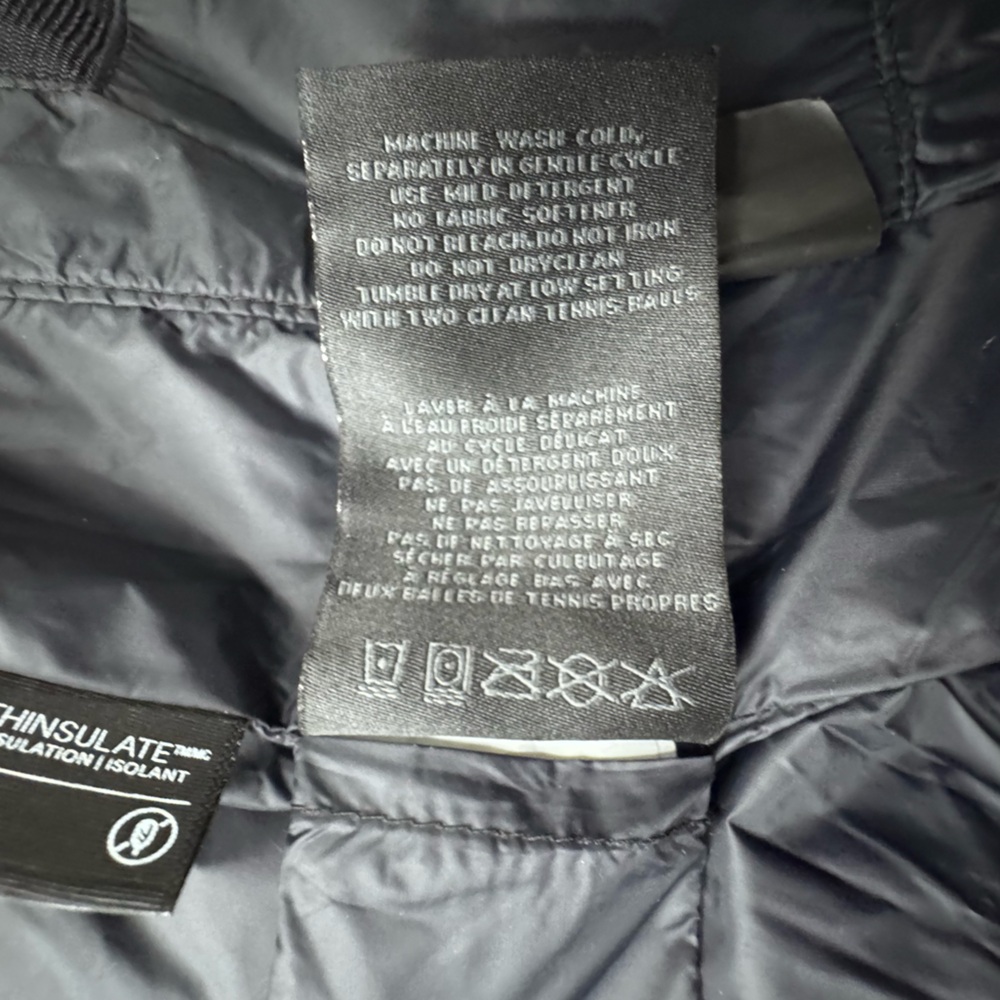 MACHINE WASH COLD,
SEPARATELY IN GENTLE CYCLE
USE MILD DETERGENT
NO FABRIC SOFTENER
DO NOT BLEACH. DO NOT IRON
DO NOT DRYCLEAN
TUMBLE DRY AT LOW SETTING
WITH TWO CLEAN TENNIS BALLS
LAVER À LA MACHINE
À L'EAU FROIDE SÉPARÉMENT
AU CYCLE DÉLICAT
AVEC UN DÉTERGENT DOUX
PAS DE ASSOUPLISSANT
NE PAS JAVELLISER
NE PAS REPASSER
PAS DE NETTOYAGE À SEC
SÉCHER PAR CULBUTAGE
À RÉGLAGE BAS AVEC
DEUX BALLES DE TENNIS PROPRES
THINSULATE™MC
SULATION | ISOLANT